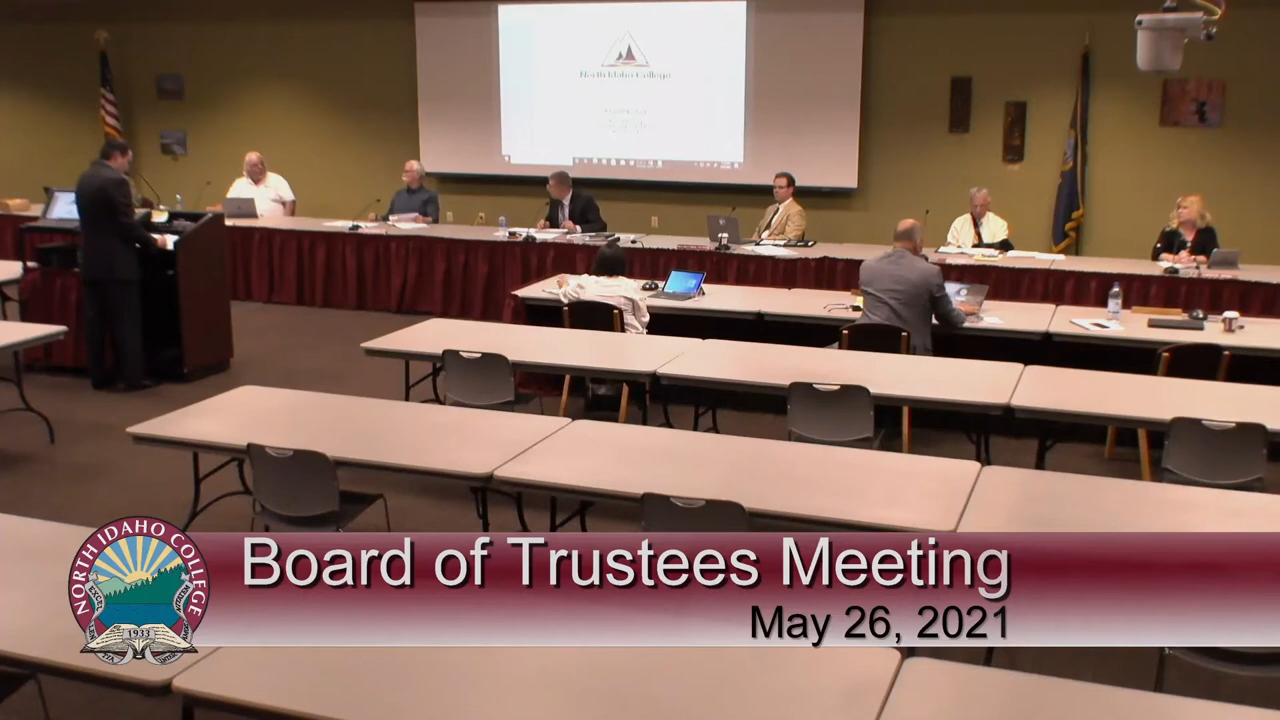 North Idaho College
Board of Trustees Meeting
May 26, 2021
NORTH IDAHO COLLEGE
1933